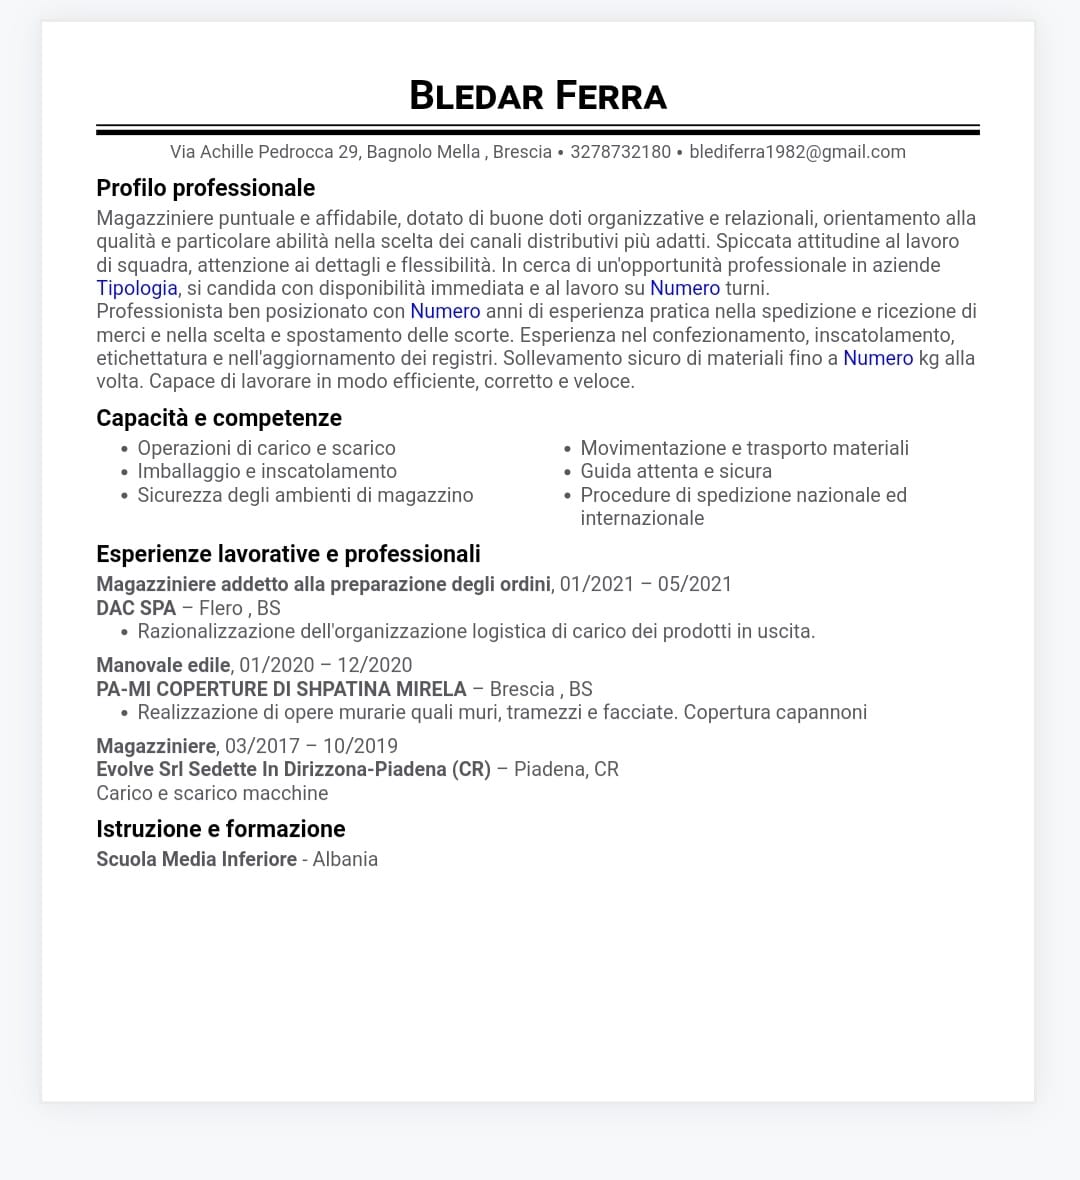 Bledar Ferra
Via Achille Pedrocca 29, Bagnolo Mella , Brescia • 3278732180 • blediferra1982@gmail.com
Profilo professionale
Magazziniere puntuale e affidabile, dotato di buone doti organizzative e relazionali, orientamento alla
qualità e particolare abilità nella scelta dei canali distributivi più adatti. Spiccata attitudine al lavoro
di squadra, attenzione ai dettagli e flessibilità. In cerca di un'opportunità professionale in aziende
Tipologia, si candida con disponibilità immediata e al lavoro su Numero turni.
Professionista ben posizionato con Numero anni di esperienza pratica nella spedizione e ricezione di
merci e nella scelta e spostamento delle scorte. Esperienza nel confezionamento, inscatolamento,
etichettatura e nell'aggiornamento dei registri. Sollevamento sicuro di materiali fino a Numero kg alla
volta. Capace di lavorare in modo efficiente, corretto e veloce.
Capacità e competenze
• Operazioni di carico e scarico
• Imballaggio e inscatolamento
• Sicurezza degli ambienti di magazzino
• Movimentazione e trasporto materiali
• Guida attenta e sicura
• Procedure di spedizione nazionale ed
internazionale
Esperienze lavorative e professionali
Magazziniere addetto alla preparazione degli ordini, 01/2021 – 05/2021
DAC SPA – Flero , BS
• Razionalizzazione dell'organizzazione logistica di carico dei prodotti in uscita.
Manovale edile, 01/2020 – 12/2020
PA-MI COPERTURE DI SHPATINA MIRELA – Brescia , BS
• Realizzazione di opere murarie quali muri, tramezzi e facciate. Copertura capannoni
Magazziniere, 03/2017 – 10/2019
Evolve Srl Sedette In Dirizzona-Piadena (CR) – Piadena, CR
Carico e scarico macchine
Istruzione e formazione
Scuola Media Inferiore - Albania